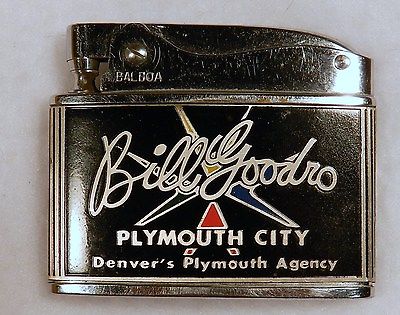 BALBOA
Bill Goodro
PLYMOUTH CITY
Denver's Plymouth Agency